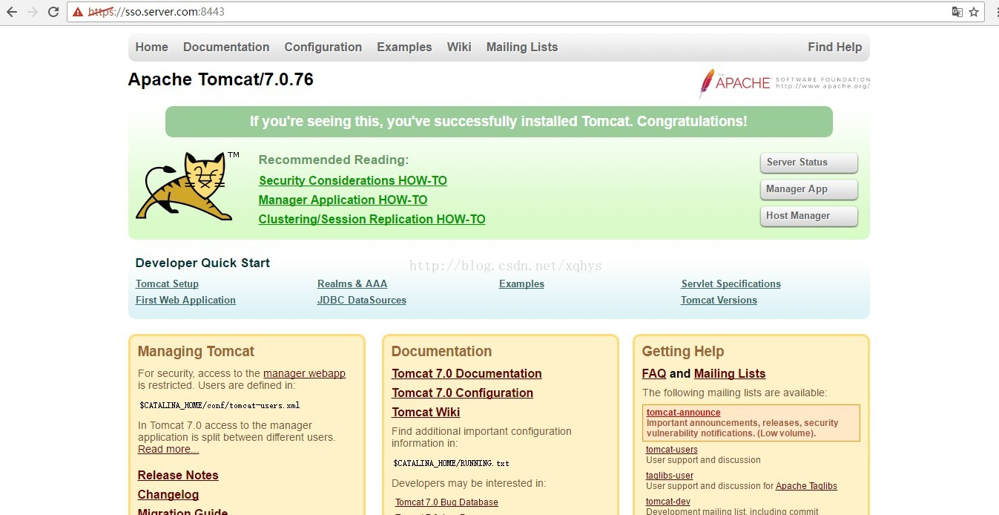 https://sso.server.com:8443
Home Documentation Configuration Examples Wiki Mailing Lists Find Help
Apache Tomcat/7.0.76
THE APACHE SOFTWARE FOUNDATION
http://www.apache.org/
If you're seeing this, you've successfully installed Tomcat. Congratulations!
TM
Recommended Reading:
Security Considerations HOW-TO
Manager Application HOW-TO
Clustering/Session Replication HOW-TO
Server Status
Manager App
Host Manager
Developer Quick Start
http://blog.csdn.net/xqhys
Tomcat Setup
First Web Application
Realms & AAA
JDBC DataSources
Examples
Servlet Specifications
Tomcat Versions
Managing Tomcat
For security, access to the manager webapp
is restricted. Users are defined in:
$CATALINA_HOME/conf/tomcat-users.xml
In Tomcat 7.0 access to the manager
application is split between different users.
Read more...
Release Notes
Changelog
Migration Guide
Documentation
Tomcat 7.0 Documentation
Tomcat 7.0 Configuration
Tomcat Wiki
Find additional important configuration
information in:
$CATALINA_HOME/RUNNING.txt
Developers may be interested in:
Tomcat 7.0 Bug Database
Getting Help
FAQ and Mailing Lists
The following mailing lists are available:
tomcat-announce
Important announcements, releases, security
vulnerability notifications. (Low volume).
tomcat-users
User support and discussion
taglibs-user
User support and discussion for Apache Taglibs
tomcat-dev
Development mailing list, including commit